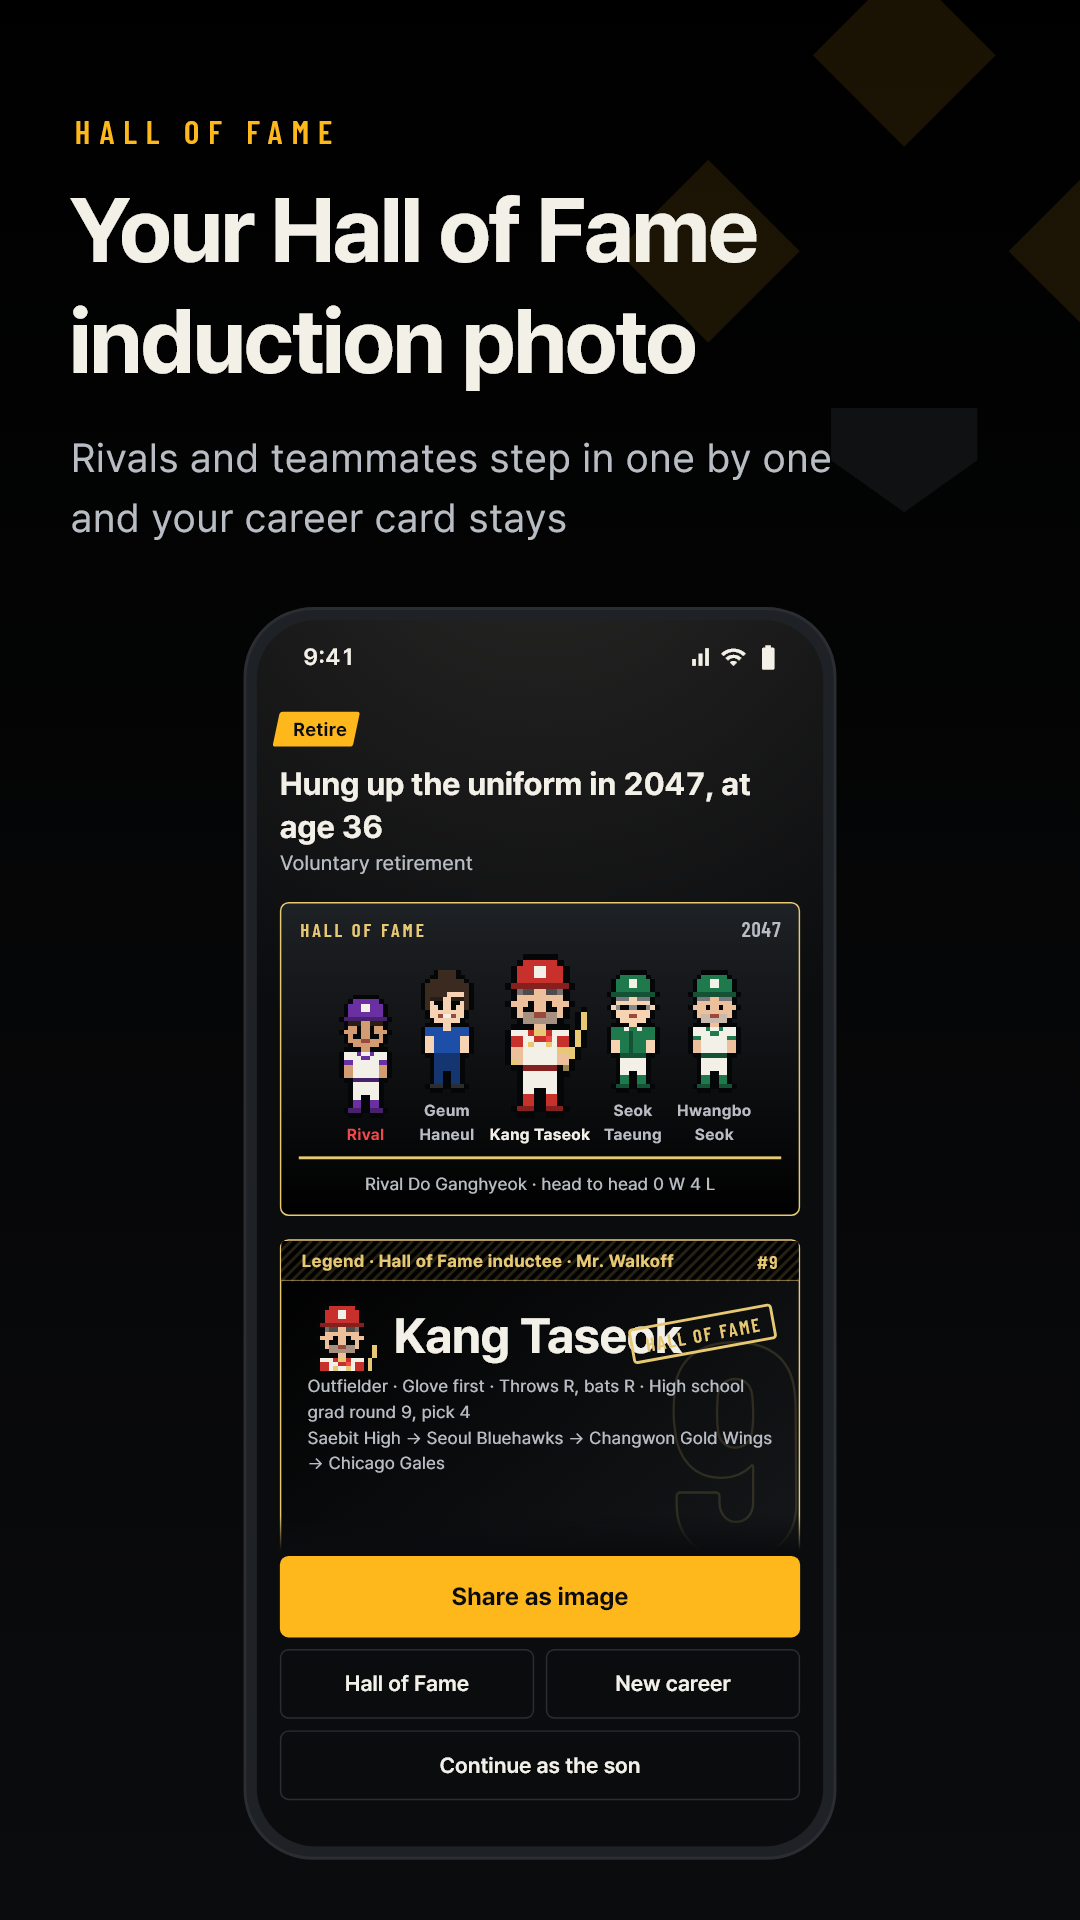 HALL OF FAME
Your Hall of Fame
induction photo
Rivals and teammates step in one by one
and your career card stays
9:41
Retire
Hung up the uniform in 2047, at
age 36
Voluntary retirement
HALL OF FAME
2047
Rival
Geum
Haneul
Kang Taseok
Seok
Taeung
Hwangbo
Seok
Rival Do Ganghyeok · head to head 0 W 4 L
Legend · Hall of Fame inductee · Mr. Walkoff
#9
Kang Taseok
HALL OF FAME
9
Outfielder · Glove first · Throws R, bats R · High school
grad round 9, pick 4
Saebit High → Seoul Bluehawks → Changwon Gold Wings
→ Chicago Gales
Share as image
Hall of Fame
New career
Continue as the son